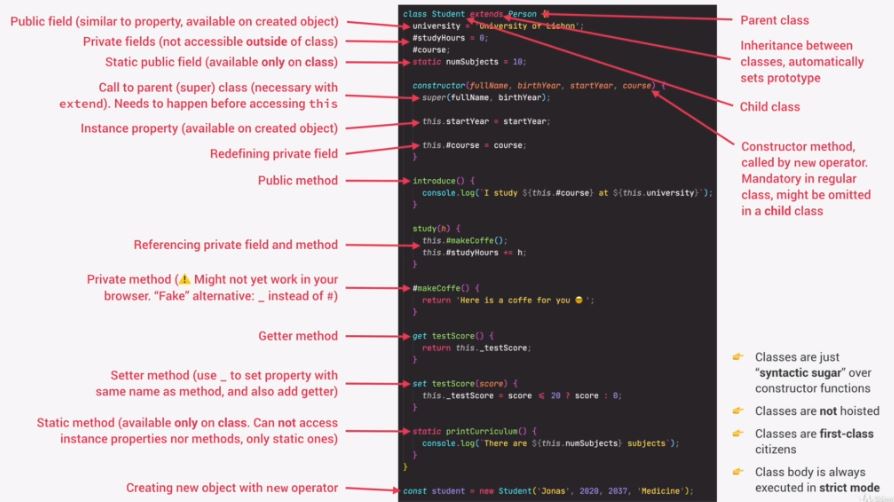 Public field (similar to property, available on created object)
Private fields (not accessible outside of class)
Static public field (available only on class)
Call to parent (super) class (necessary with
extend). Needs to happen before accessing this
Instance property (available on created object)
Redefining private field
Public method
Referencing private field and method
Private method (⚠️ Might not yet work in your
browser. “Fake” alternative: _ instead of #)
Getter method
Setter method (use _ to set property with
same name as method, and also add getter)
Static method (available only on class. Can not access
instance properties nor methods, only static ones)
Creating new object with new operator
class Student extends Person {
university = 'University of Lisbon';
#studyHours = 0;
#course;
static numSubjects = 10;
constructor(fullName, birthYear, startYear, course) {
super(fullName, birthYear);
this.startYear = startYear;
this.#course = course;
}
introduce() {
console.log(`I study ${this.#course} at ${this.university}`);
}
study(h) {
this.#makeCoffe();
this.#studyHours += h;
}
#makeCoffe() {
return 'Here is a coffe for you 🤓';
}
get testScore() {
return this._testScore;
}
set testScore(score) {
this._testScore = score ≤ 20 ? score : 0;
}
static printCurriculum() {
console.log(`There are ${this.numSubjects} subjects`);
}
}
const student = new Student('Jonas', 2020, 2037, 'Medicine');
Parent class
Inheritance between
classes, automatically
sets prototype
Child class
Constructor method,
called by new operator.
Mandatory in regular
class, might be omitted
in a child class
👉 Classes are just
“syntactic sugar” over
constructor functions
👉 Classes are not hoisted
👉 Classes are first-class
citizens
👉 Class body is always
executed in strict mode